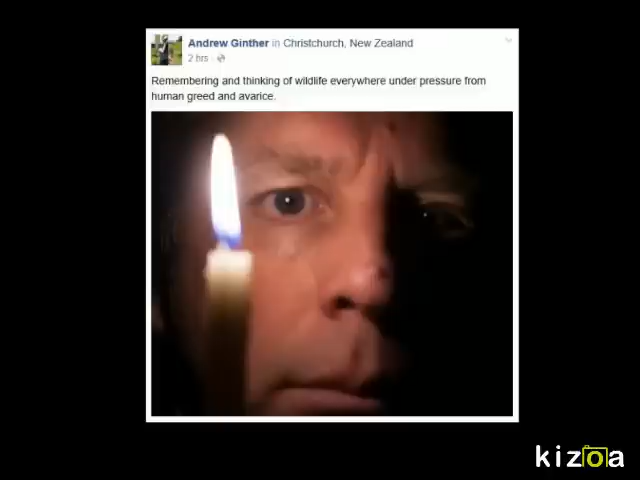 Andrew Ginther in Christchurch, New Zealand
2 hrs ·
Remembering and thinking of wildlife everywhere under pressure from
human greed and avarice.
kizoa